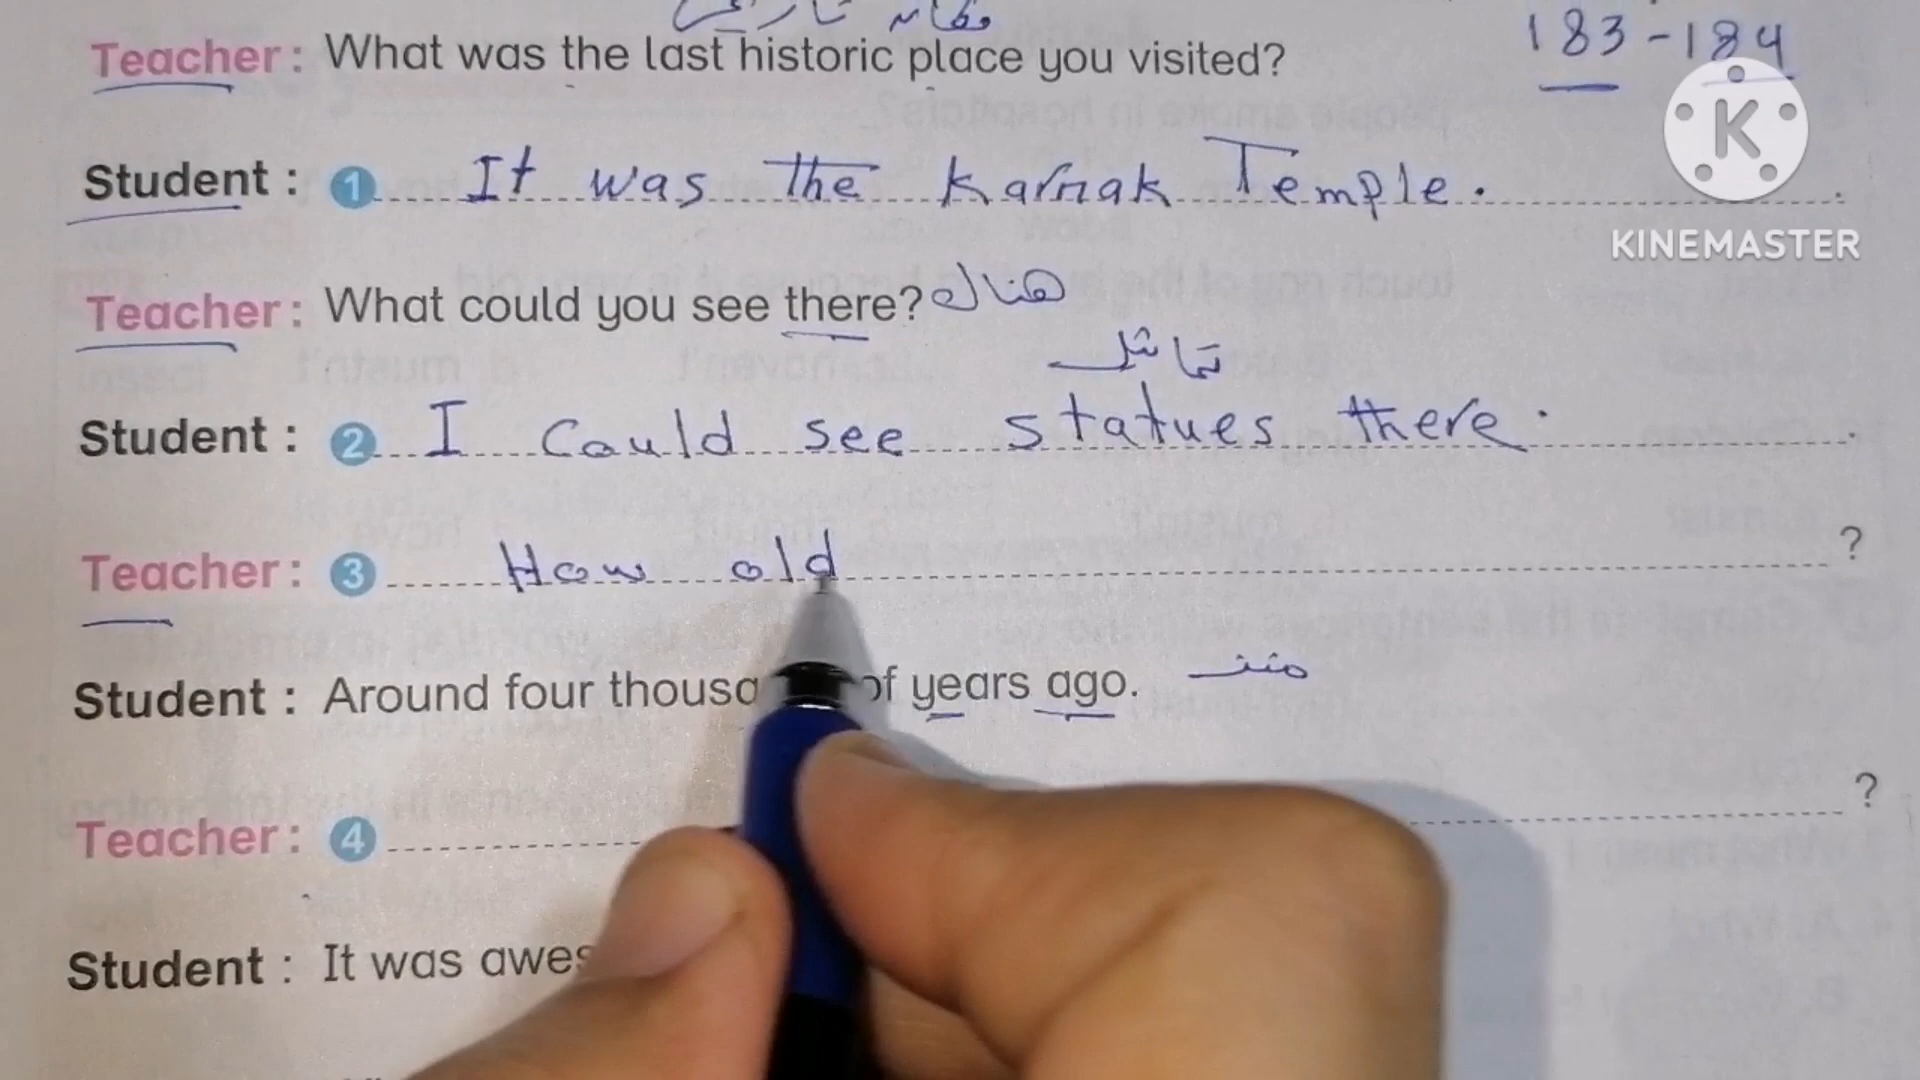 مكان تاريخى
183-184
Teacher: What was the last historic place you visited?
Student: 1 It was the Karnak Temple.
KINEMASTER
Teacher: What could you see there? هناك
تماثيل
Student: 2 I Could see statues there.
Teacher: 3 How old ?
Student: Around four of years ago. منذ
Teacher: 4 ?
Student: It was